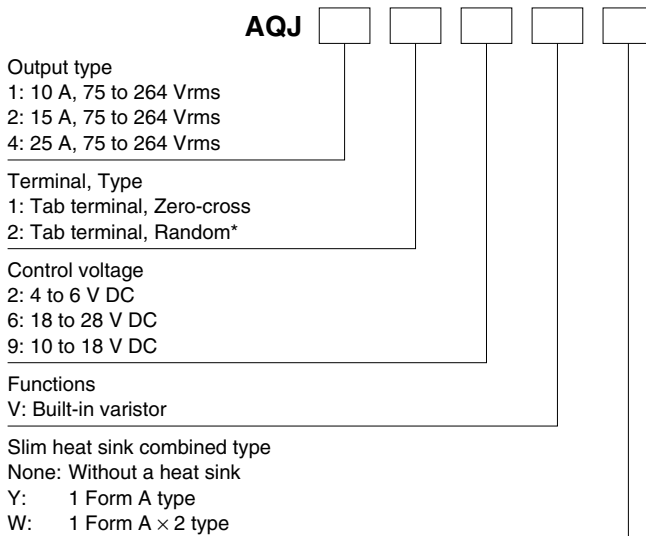 AQJ
Output type
1: 10 A, 75 to 264 Vrms
2: 15 A, 75 to 264 Vrms
4: 25 A, 75 to 264 Vrms
Terminal, Type
1: Tab terminal, Zero-cross
2: Tab terminal, Random*
Control voltage
2: 4 to 6 V DC
6: 18 to 28 V DC
9: 10 to 18 V DC
Functions
V: Built-in varistor
Slim heat sink combined type
None: Without a heat sink
Y: 1 Form A type
W: 1 Form A × 2 type